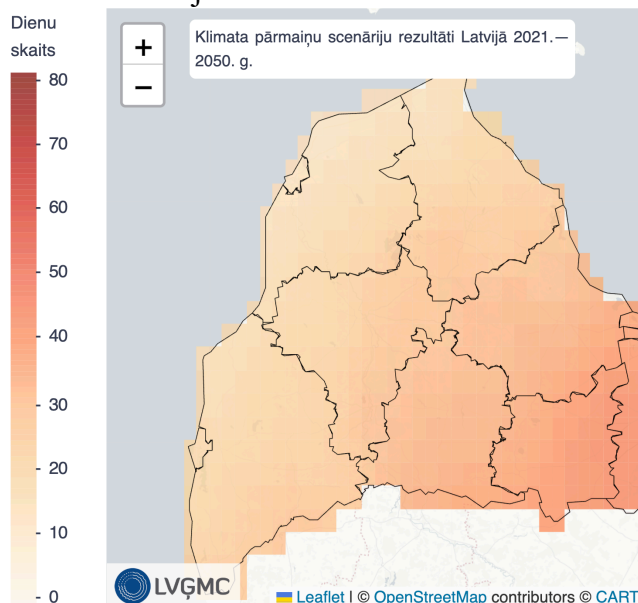 Dienu
skaits
80
70
60
50
40
30
20
10
0
+
−
Klimata pārmaiņu scenāriju rezultāti Latvijā 2021.—
2050. g.
LVĢMC
Leaflet | © OpenStreetMap contributors © CART